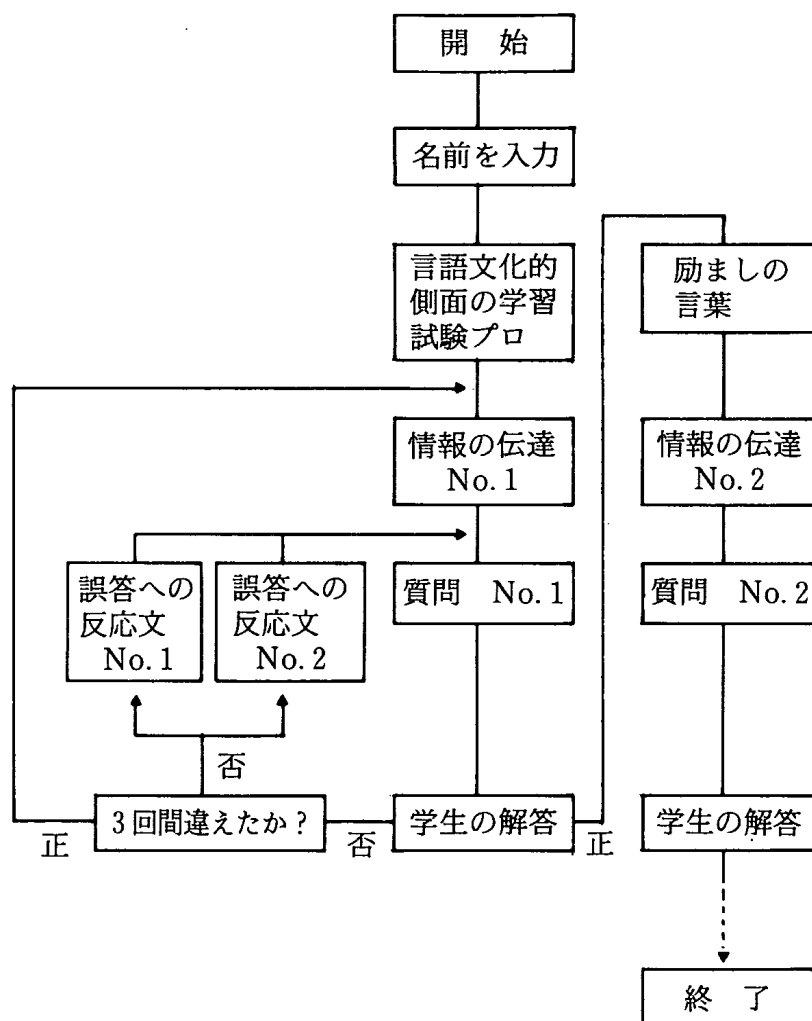 開 始
名前を入力
言語文化的
側面の学習
試験プロ
励ましの
言葉
情報の伝達
No.1
情報の伝達
No.2
誤答への
反応文
No.1
誤答への
反応文
No.2
質問 No.1
質問 No.2
否
3回間違えたか?
学生の解答
学生の解答
正
否
正
終 了